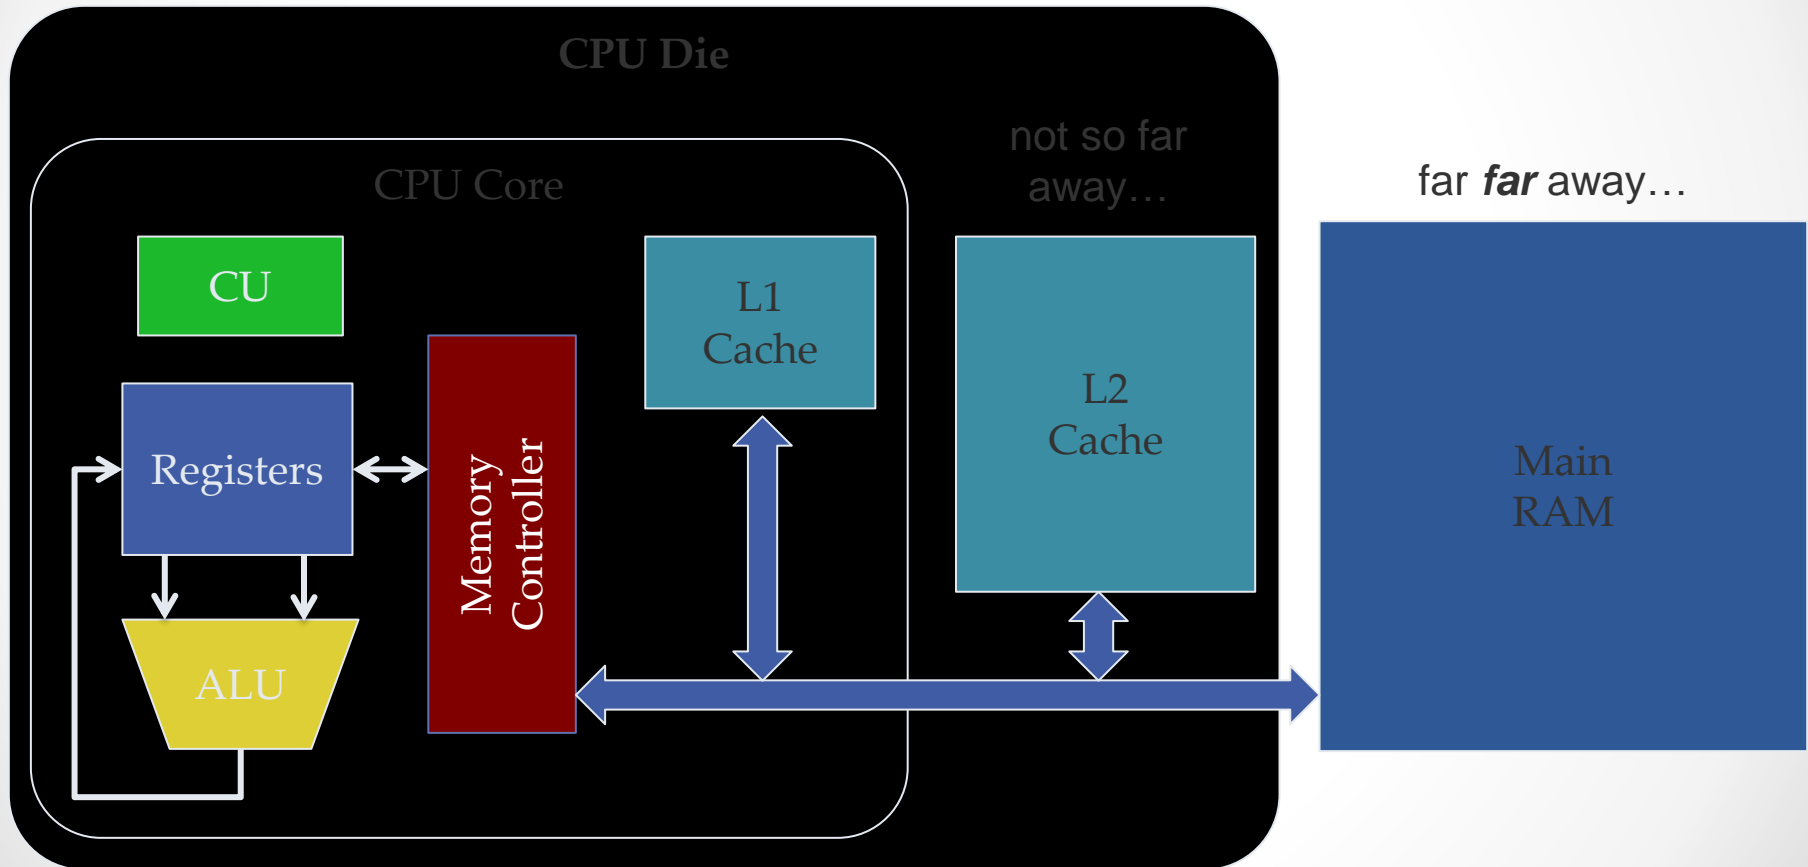 CPU Die
not so far
away…
far far away…
CPU Core
CU
L1
Cache
L2
Cache
Registers
Memory
Controller
Main
RAM
ALU